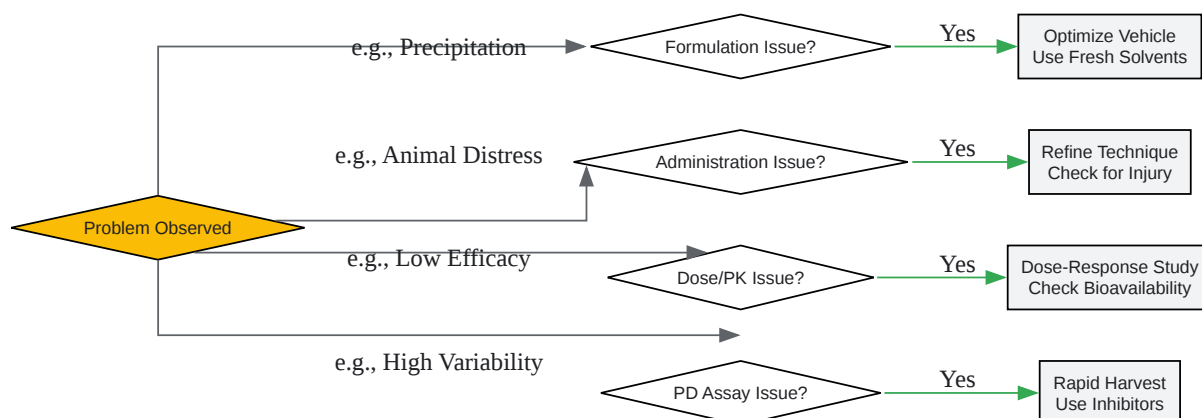 e.g., Precipitation
Formulation Issue?
Yes
Optimize Vehicle
Use Fresh Solvents
e.g., Animal Distress
Administration Issue?
Yes
Refine Technique
Check for Injury
Problem Observed
e.g., Low Efficacy
Dose/PK Issue?
Yes
Dose-Response Study
Check Bioavailability
e.g., High Variability
PD Assay Issue?
Yes
Rapid Harvest
Use Inhibitors